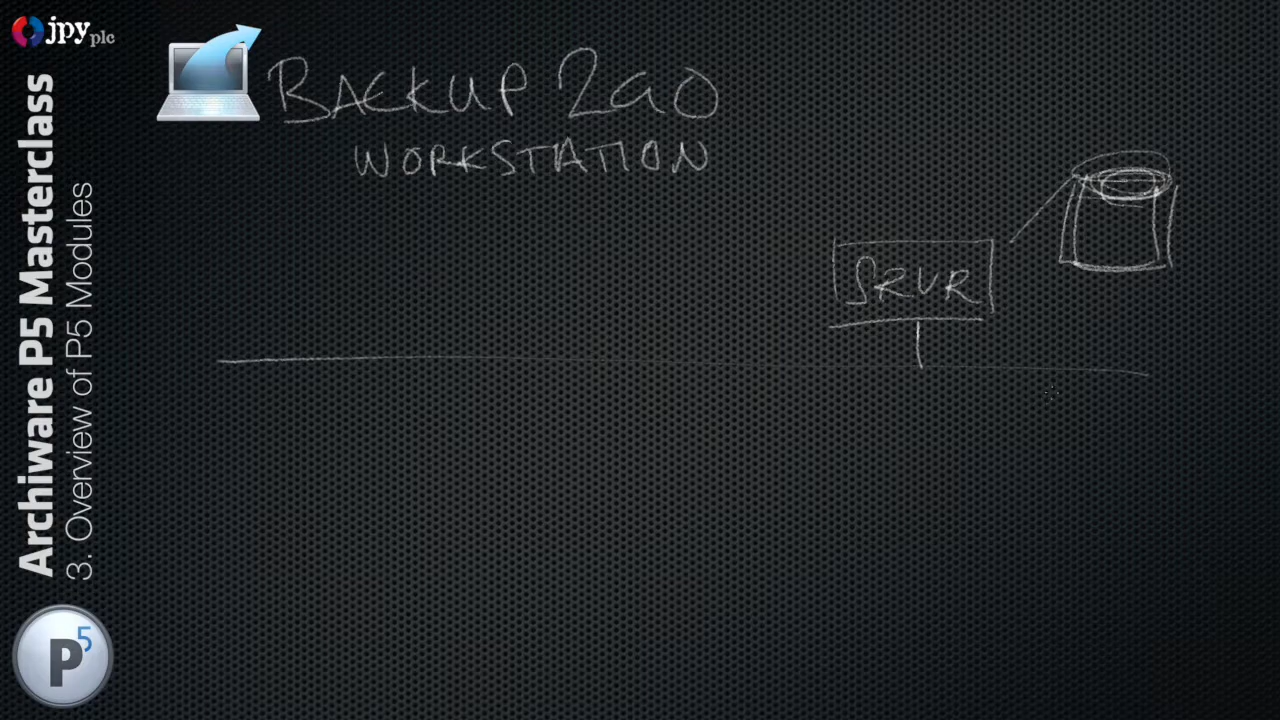 jpy plc
BACKUP 2GO
WORKSTATION
SRVR
Archiware P5 Masterclass
3. Overview of P5 Modules
P5